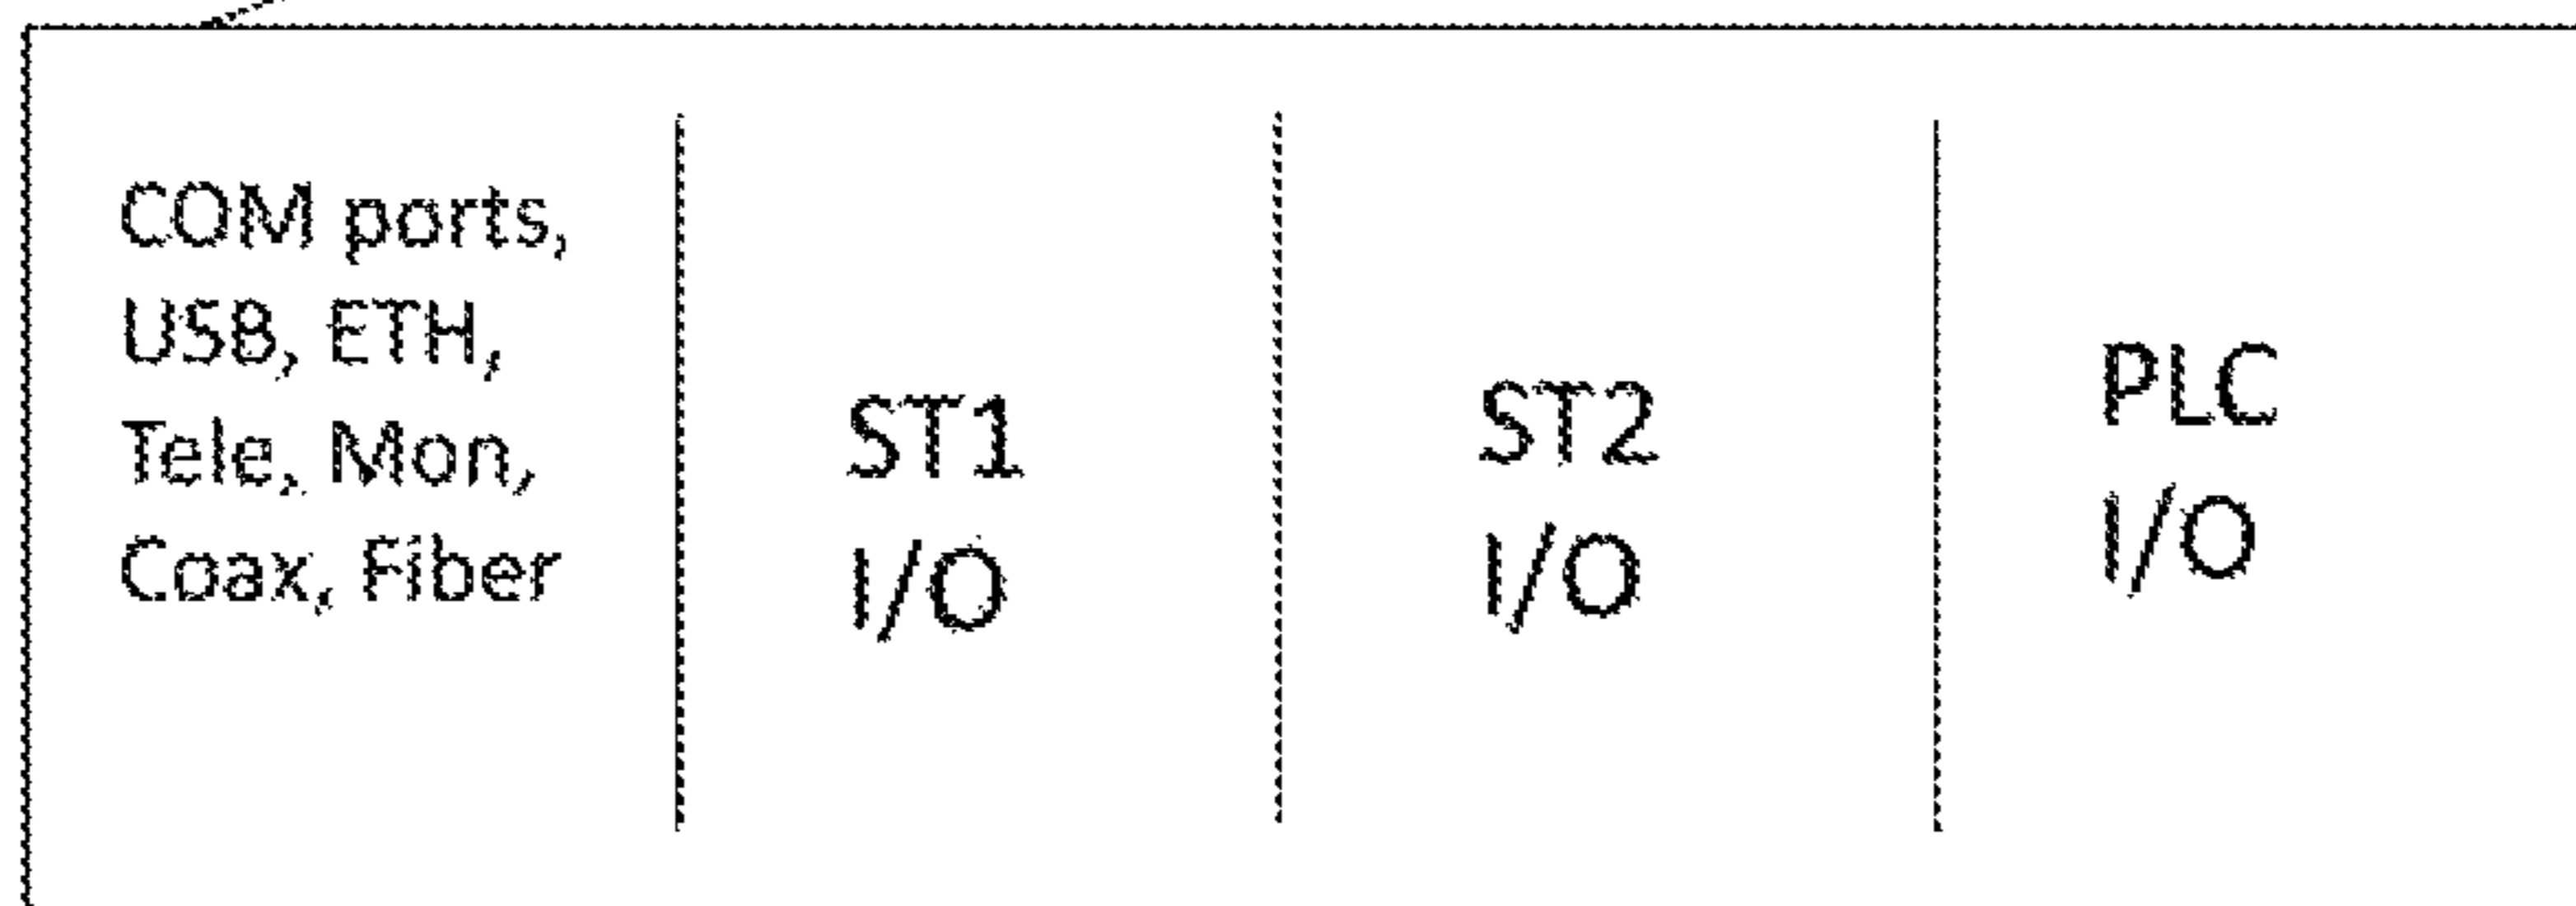 COM ports,
USB, ETH,
Tele, Mon,
Coax, Fiber
ST1
I/O
ST2
I/O
PLC
I/O